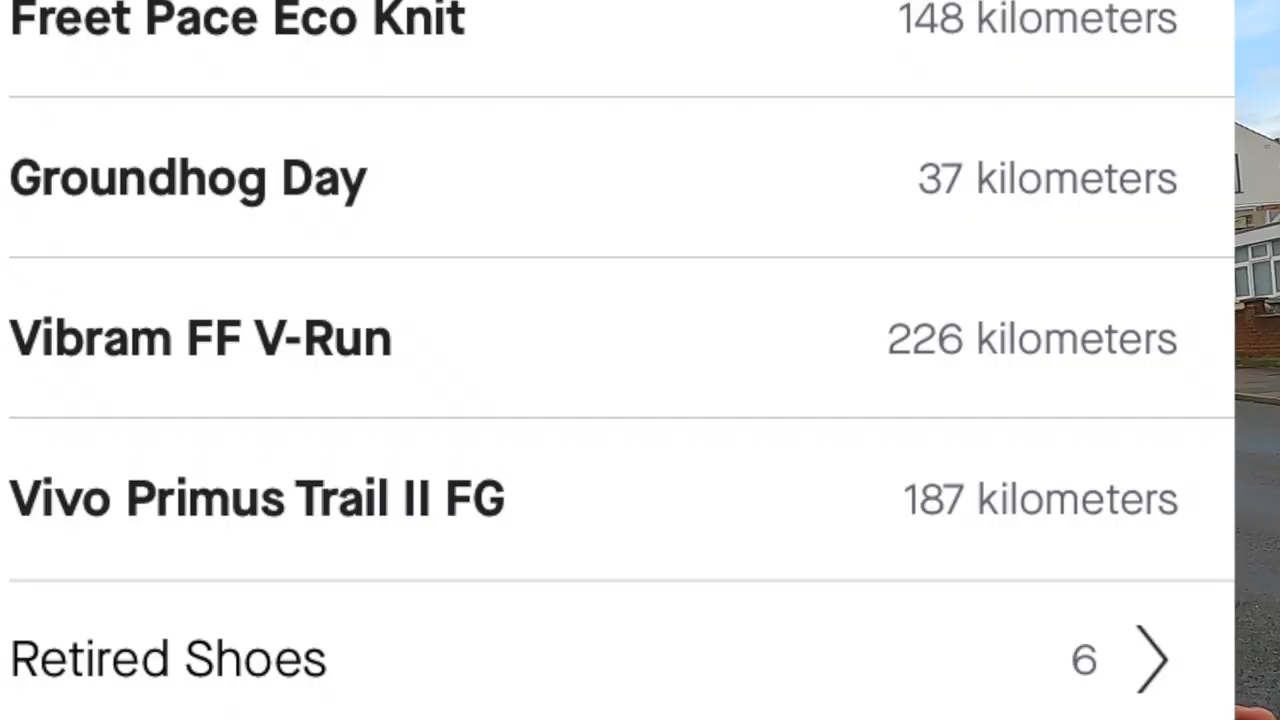 Freet Pace Eco Knit 148 kilometers
Groundhog Day 37 kilometers
Vibram FF V-Run 226 kilometers
Vivo Primus Trail II FG 187 kilometers
Retired Shoes 6